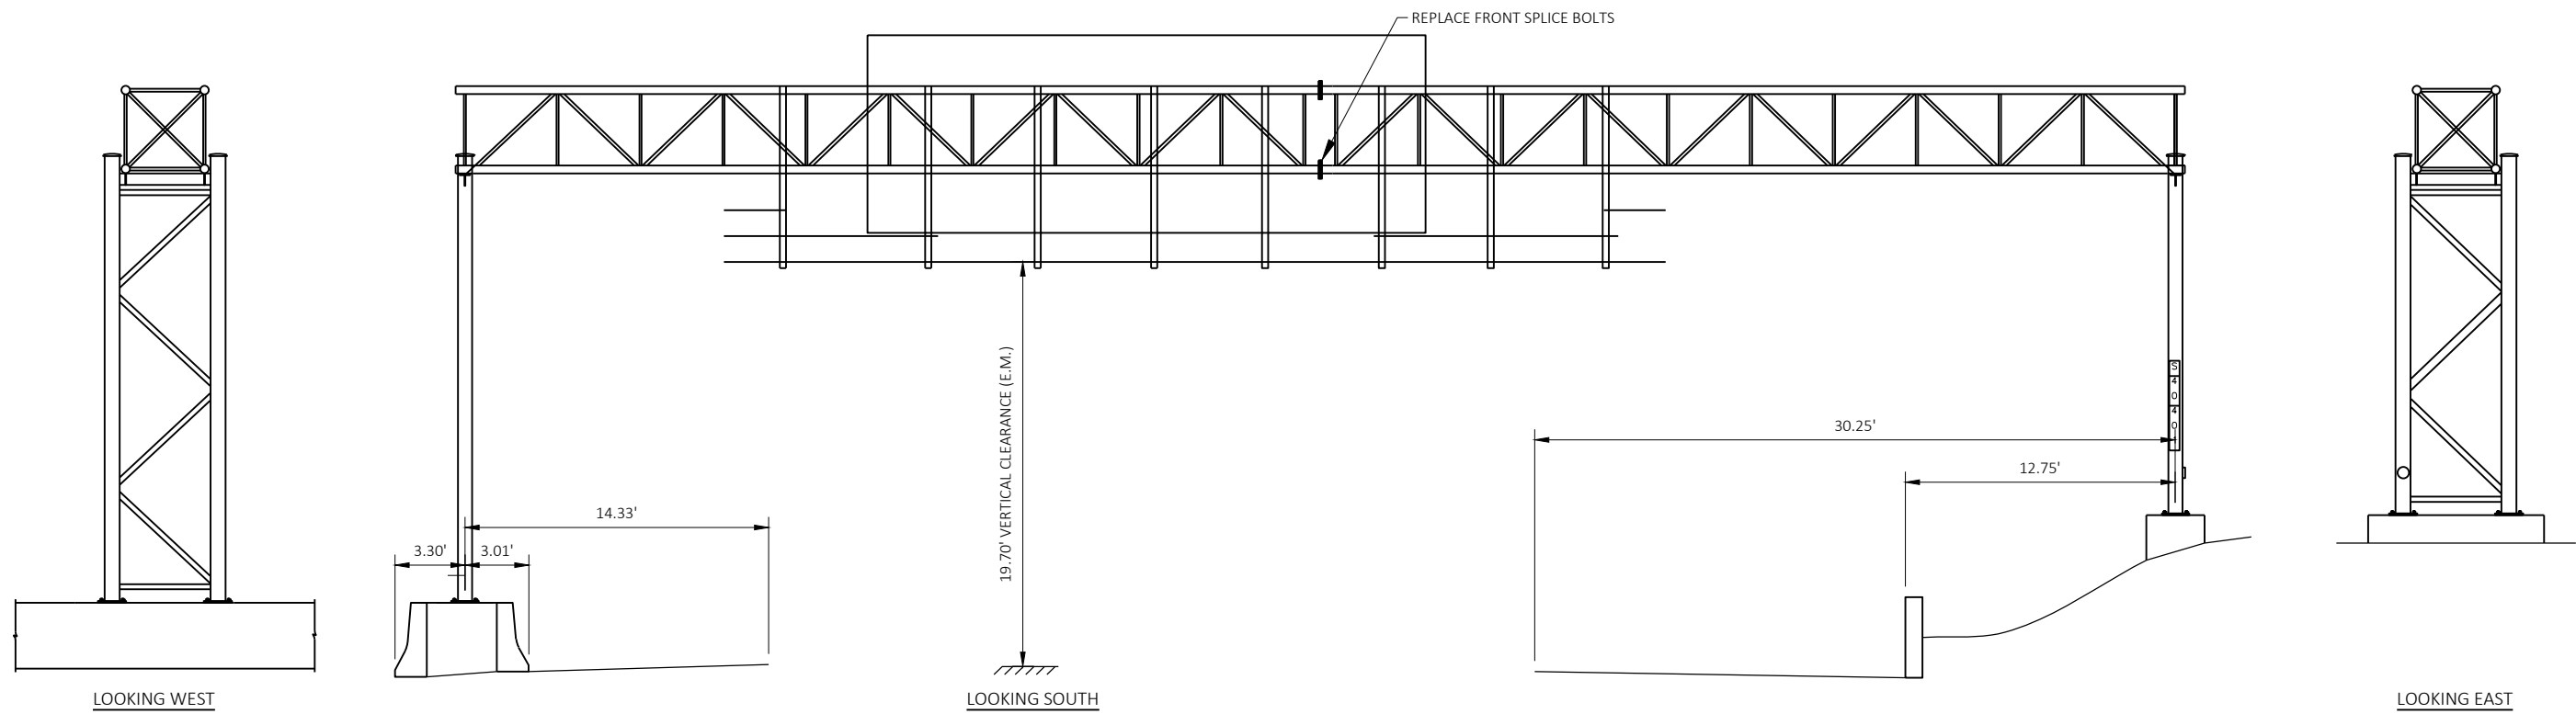 REPLACE FRONT SPLICE BOLTS
19.70' VERTICAL CLEARANCE (E.M.)
S
4
0
4
0
30.25'
12.75'
14.33'
3.30'
3.01'
LOOKING WEST
LOOKING SOUTH
LOOKING EAST